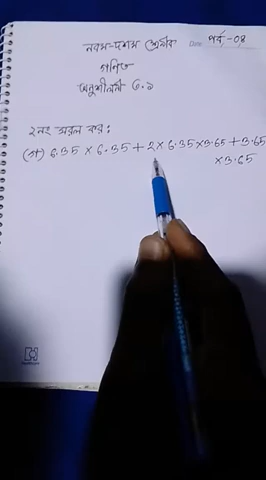 নবম-দশম শ্রেণীর
Date: পর্ব -০৪
গণিত
অনুশীলনী ৩.১
২নং সরল কর:
(গ) 6.35 × 6.35 + 2 × 6.35 × 3.65 + 3.65
× 3.65